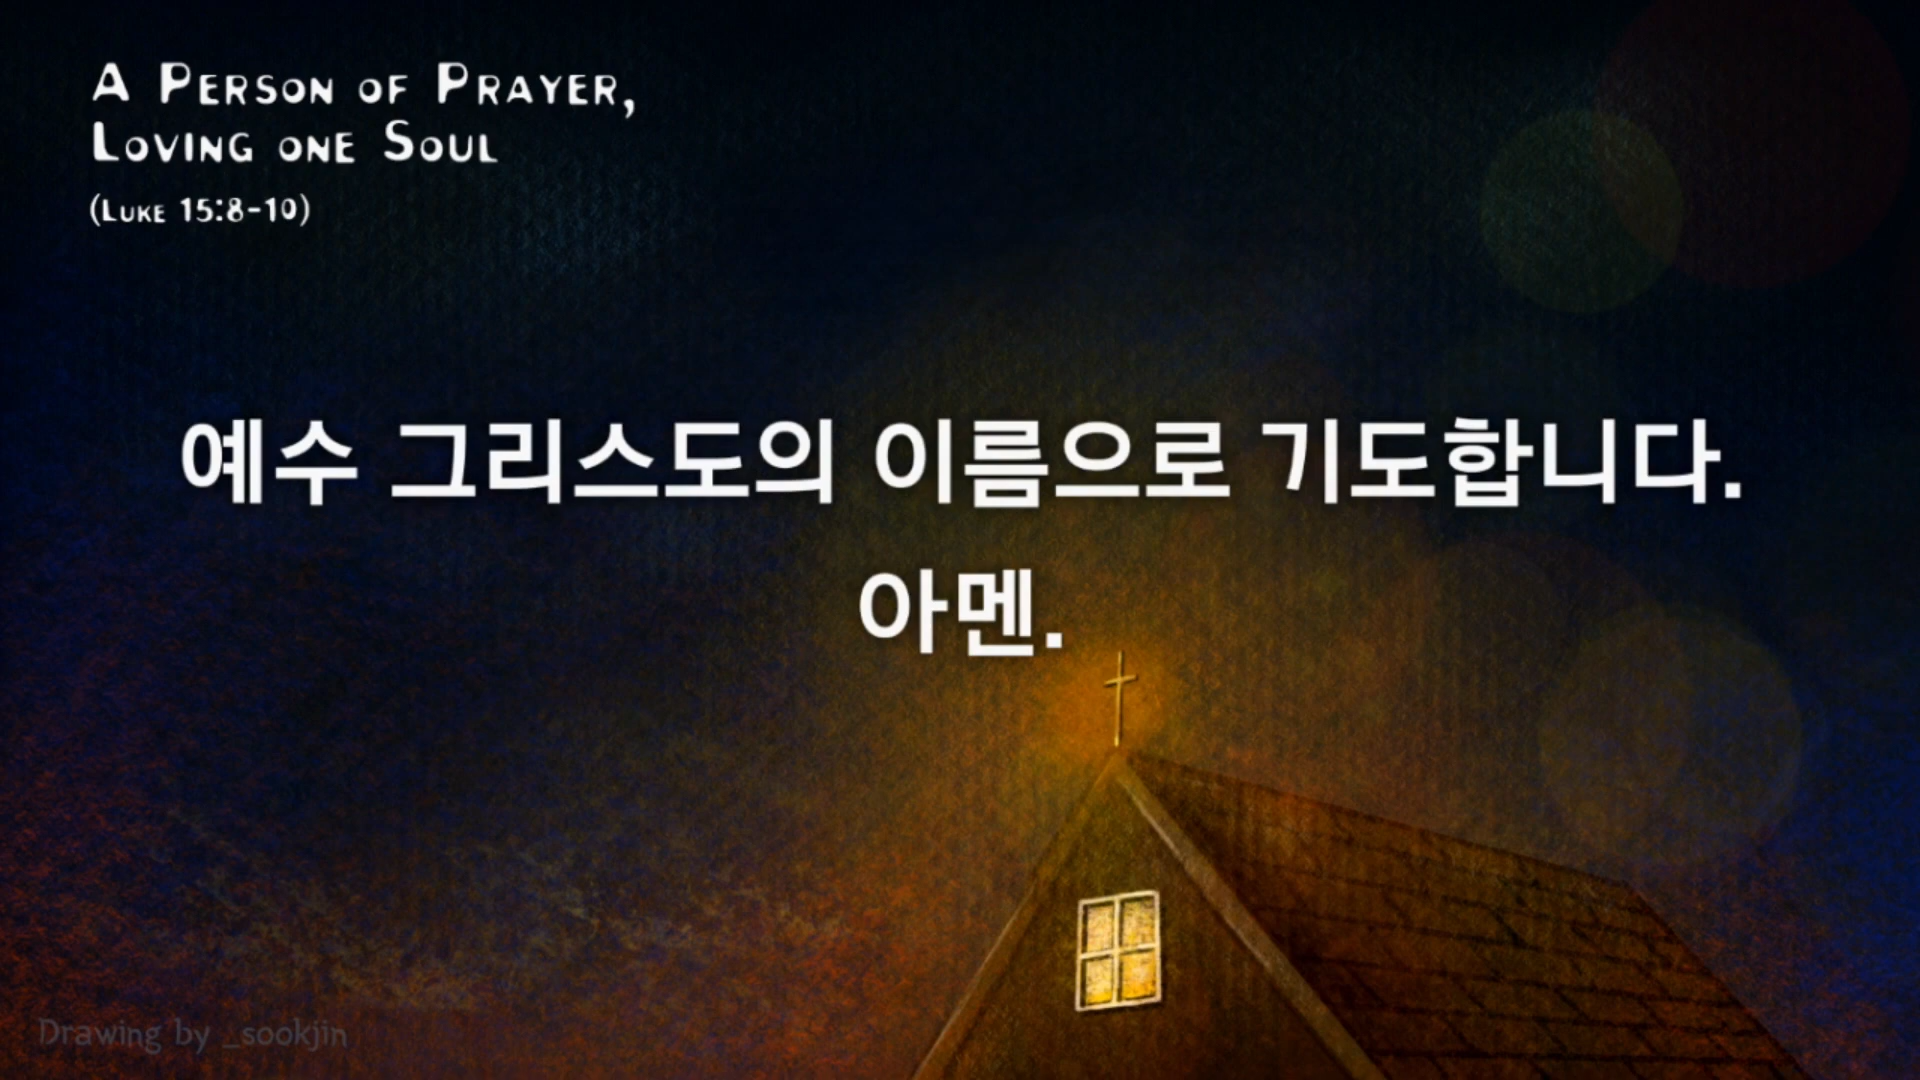 A Person of Prayer,
Loving one Soul
(Luke 15:8-10)
예수 그리스도의 이름으로 기도합니다.
아멘.
Drawing by _sookjin